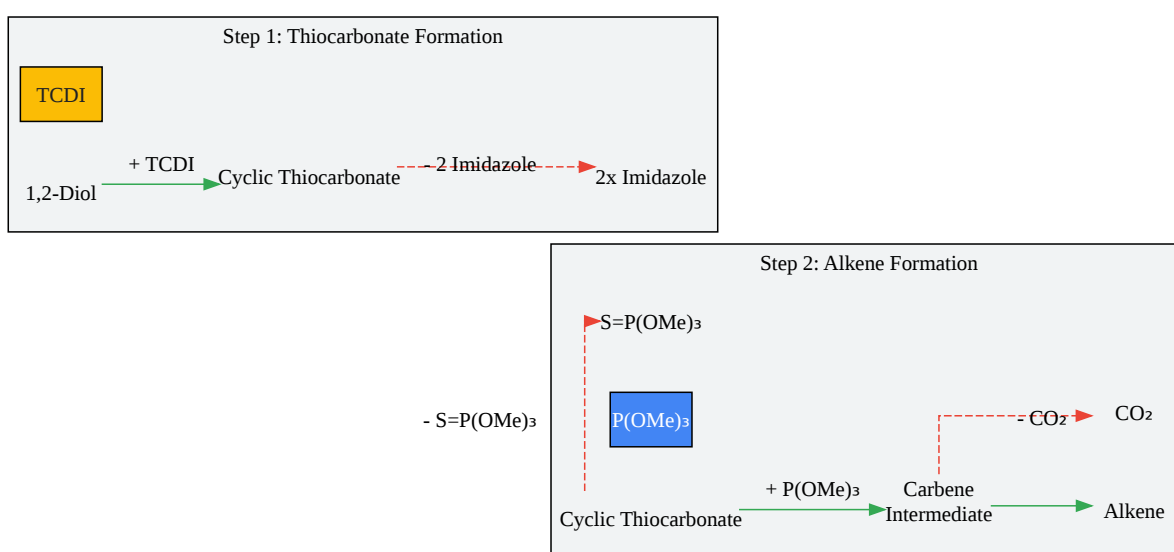 Step 1: Thiocarbonate Formation
TCDI
+ TCDI
- 2 Imidazole
1,2-Diol
Cyclic Thiocarbonate
2x Imidazole
Step 2: Alkene Formation
S=P(OMe)₃
- S=P(OMe)₃
P(OMe)₃
- CO₂
CO₂
+ P(OMe)₃
Cyclic Thiocarbonate
Carbene
Intermediate
Alkene